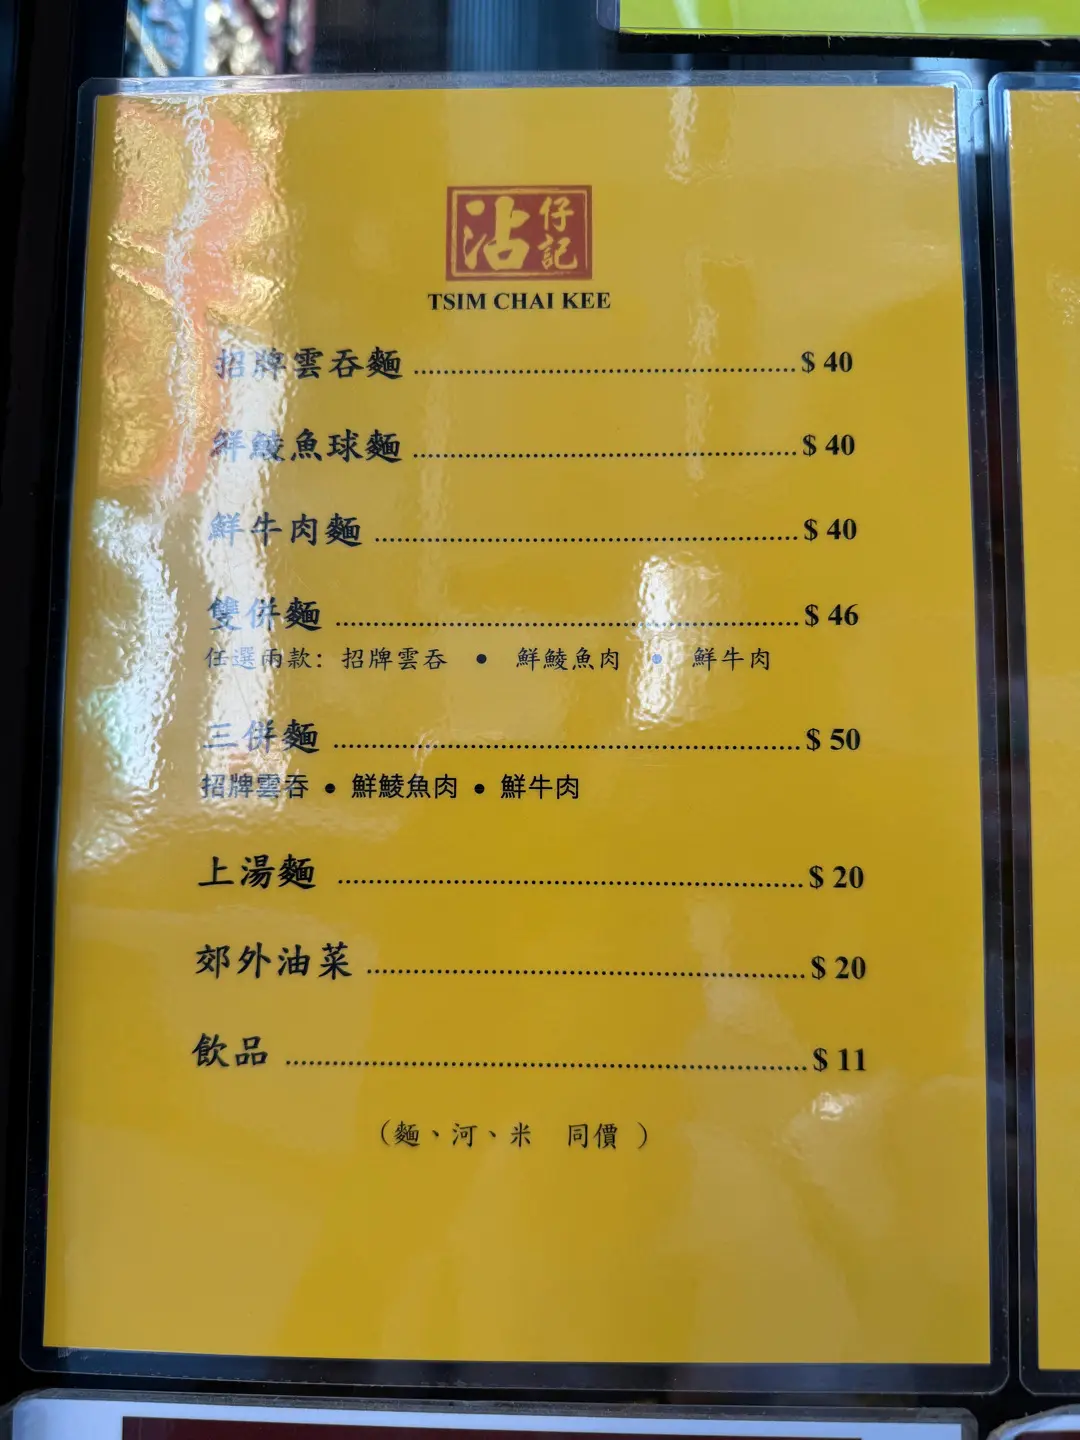 沾仔記
TSIM CHAI KEE
招牌雲吞麵 $ 40
鮮鯪魚球麵 $ 40
鮮牛肉麵 $ 40
雙併麵 $ 46
任選兩款: 招牌雲吞 • 鮮鯪魚肉 • 鮮牛肉
三併麵 $ 50
招牌雲吞 • 鮮鯪魚肉 • 鮮牛肉
上湯麵 $ 20
郊外油菜 $ 20
飲品 $ 11
(麵、河、米 同價 )